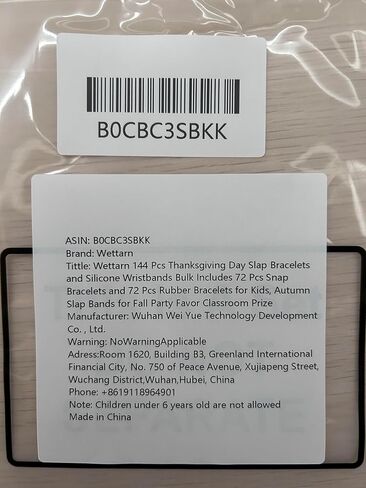 B0CBC3SBKK
ASIN: B0CBC3SBKK
Brand: Wettarn
Tittle: Wettarn 144 Pcs Thanksgiving Day Slap Bracelets
and Silicone Wristbands Bulk Includes 72 Pcs Snap
Bracelets and 72 Pcs Rubber Bracelets for Kids, Autumn
Slap Bands for Fall Party Favor Classroom Prize
Manufacturer: Wuhan Wei Yue Technology Development
Co. , Ltd.
Warning: NoWarningApplicable
Adress:Room 1620, Building B3, Greenland International
Financial City, No. 750 of Peace Avenue, Xujiapeng Street,
Wuchang District,Wuhan,Hubei, China
Phone: +8619118964901
Note: Children under 6 years old are not allowed
Made in China